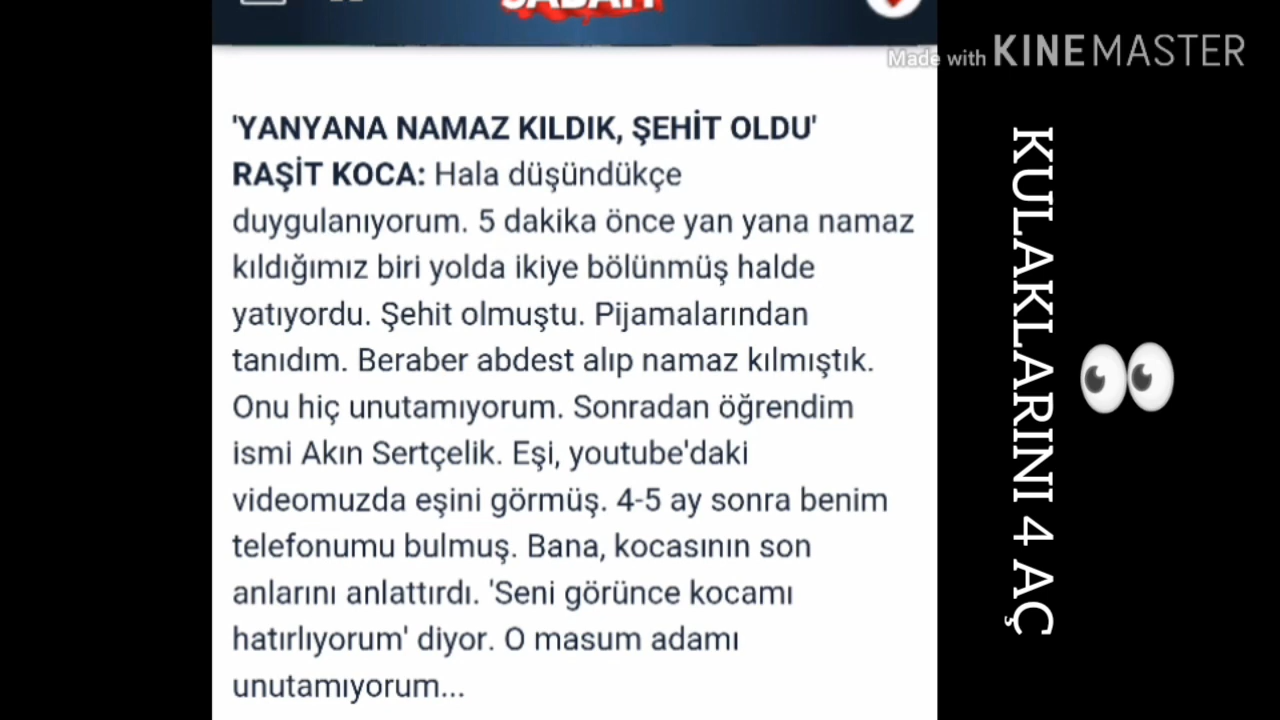 SABAH
Made with KINEMASTER
'YANYANA NAMAZ KILDIK, ŞEHİT OLDU'
RAŞİT KOCA: Hala düşündükçe
duygulanıyorum. 5 dakika önce yan yana namaz
kıldığımız biri yolda ikiye bölünmüş halde
yatıyordu. Şehit olmuştu. Pijamalarından
tanıdım. Beraber abdest alıp namaz kılmıştık.
Onu hiç unutamıyorum. Sonradan öğrendim
ismi Akın Sertçelik. Eşi, youtube'daki
videomuzda eşini görmüş. 4-5 ay sonra benim
telefonumu bulmuş. Bana, kocasının son
anlarını anlattırdı. 'Seni görünce kocamı
hatırlıyorum' diyor. O masum adamı
unutamıyorum...
KULAKLARINI 4 AÇ